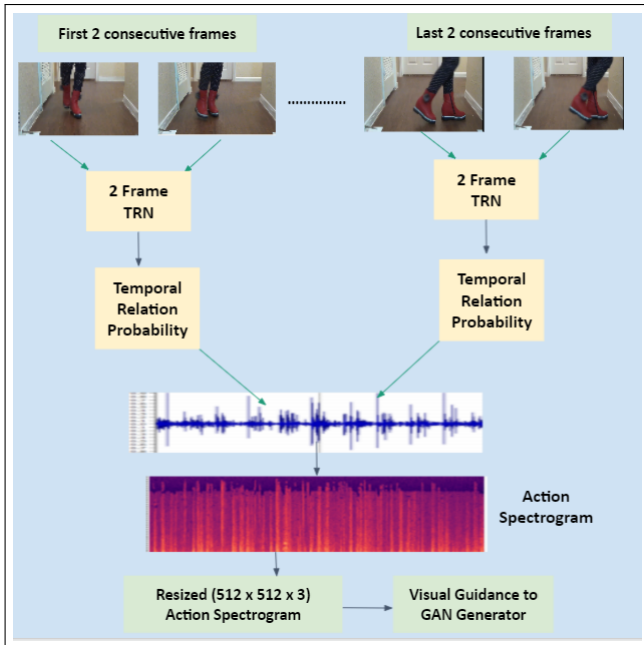 First 2 consecutive frames
Last 2 consecutive frames
...............
2 Frame
TRN
2 Frame
TRN
Temporal
Relation
Probability
Temporal
Relation
Probability
Action
Spectrogram
Resized (512 x 512 x 3)
Action Spectrogram
Visual Guidance to
GAN Generator